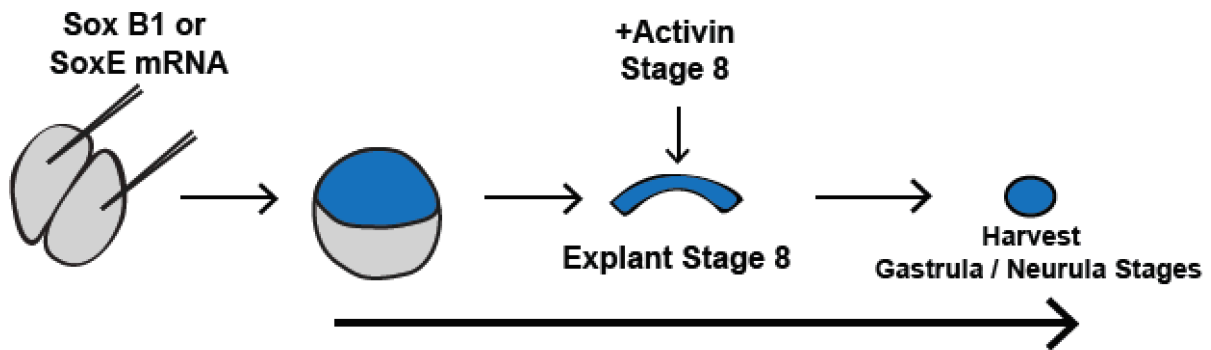 Sox B1 or
SoxE mRNA
+Activin
Stage 8
Explant Stage 8
Harvest
Gastrula / Neurula Stages